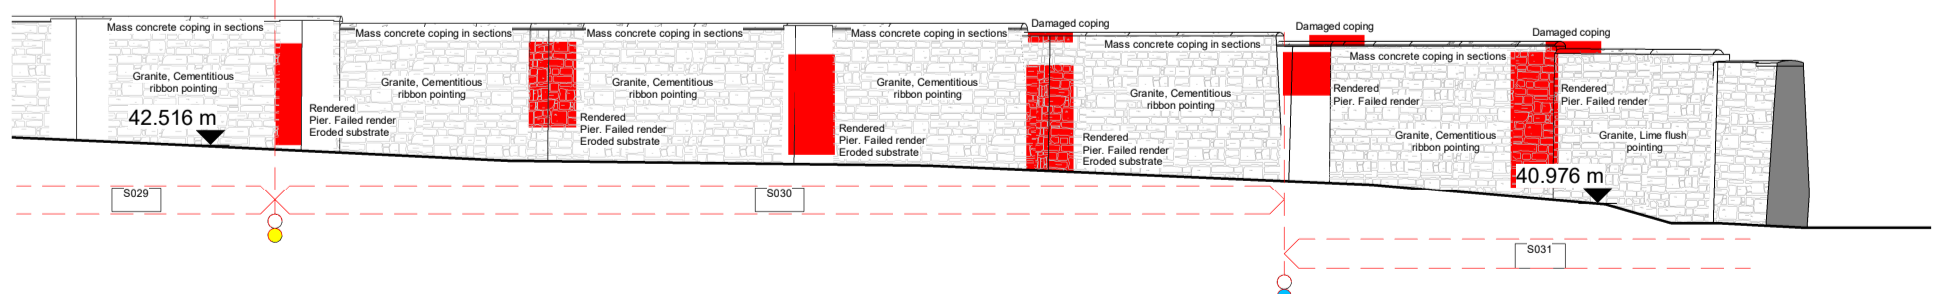 Mass concrete coping in sections
Granite, Cementitious
ribbon pointing
42.516 m
Rendered
Pier. Failed render
Eroded substrate
Mass concrete coping in sections
Granite, Cementitious
ribbon pointing
Mass concrete coping in sections
Granite, Cementitious
ribbon pointing
Rendered
Pier. Failed render
Eroded substrate
Mass concrete coping in sections
Granite, Cementitious
ribbon pointing
Rendered
Pier. Failed render
Eroded substrate
Damaged coping
Mass concrete coping in sections
Granite, Cementitious
ribbon pointing
Rendered
Pier. Failed render
Eroded substrate
Damaged coping
Mass concrete coping in sections
Rendered
Pier. Failed render
Granite, Cementitious
ribbon pointing
Damaged coping
Rendered
Pier. Failed render
Granite, Lime flush
pointing
40.976 m
S029
S030
S031